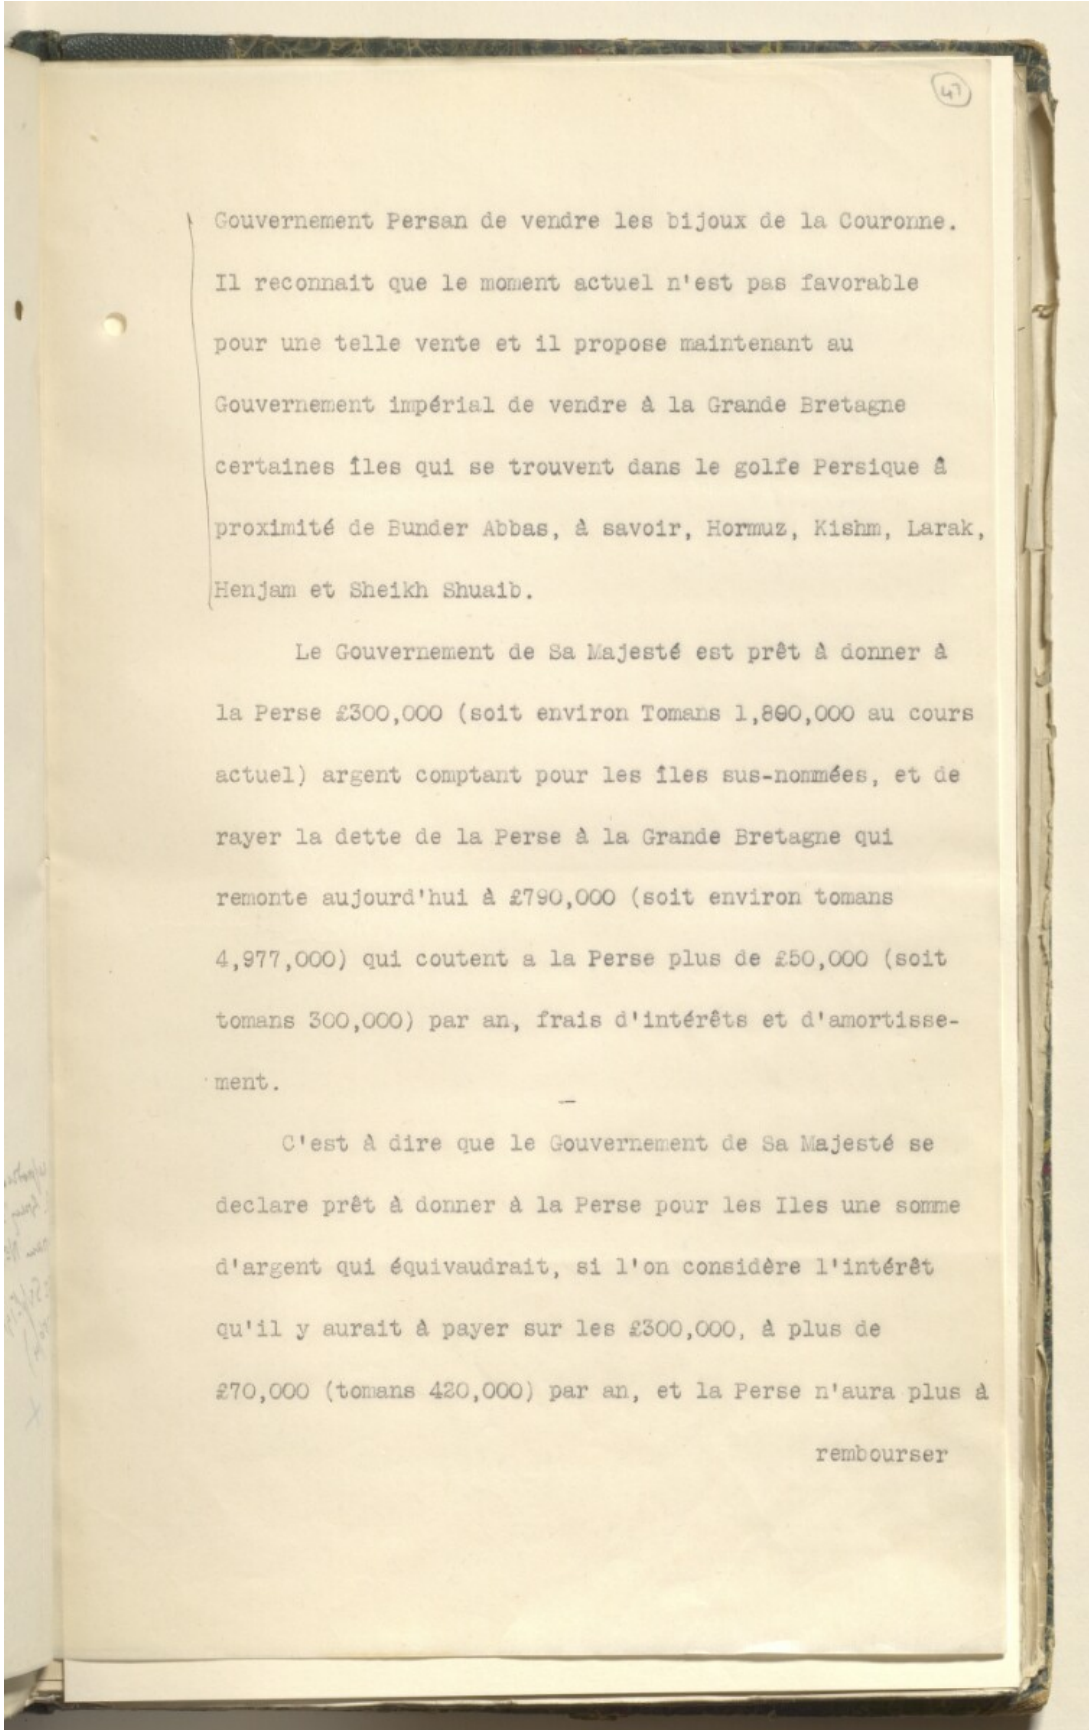 47
Gouvernement Persan de vendre les bijoux de la Couronne.
Il reconnait que le moment actuel n'est pas favorable
pour une telle vente et il propose maintenant au
Gouvernement impérial de vendre à la Grande Bretagne
certaines îles qui se trouvent dans le golfe Persique à
proximité de Bunder Abbas, à savoir, Hormuz, Kishm, Larak,
Henjam et Sheikh Shuaib.
Le Gouvernement de Sa Majesté est prêt à donner à
la Perse £300,000 (soit environ Tomans 1,890,000 au cours
actuel) argent comptant pour les îles sus-nommées, et de
rayer la dette de la Perse à la Grande Bretagne qui
remonte aujourd'hui à £790,000 (soit environ tomans
4,977,000) qui coutent a la Perse plus de £50,000 (soit
tomans 300,000) par an, frais d'intérêts et d'amortisse-
ment.
C'est à dire que le Gouvernement de Sa Majesté se
declare prêt à donner à la Perse pour les Iles une somme
d'argent qui équivaudrait, si l'on considère l'intérêt
qu'il y aurait à payer sur les £300,000, à plus de
£70,000 (tomans 420,000) par an, et la Perse n'aura plus à
rembourser